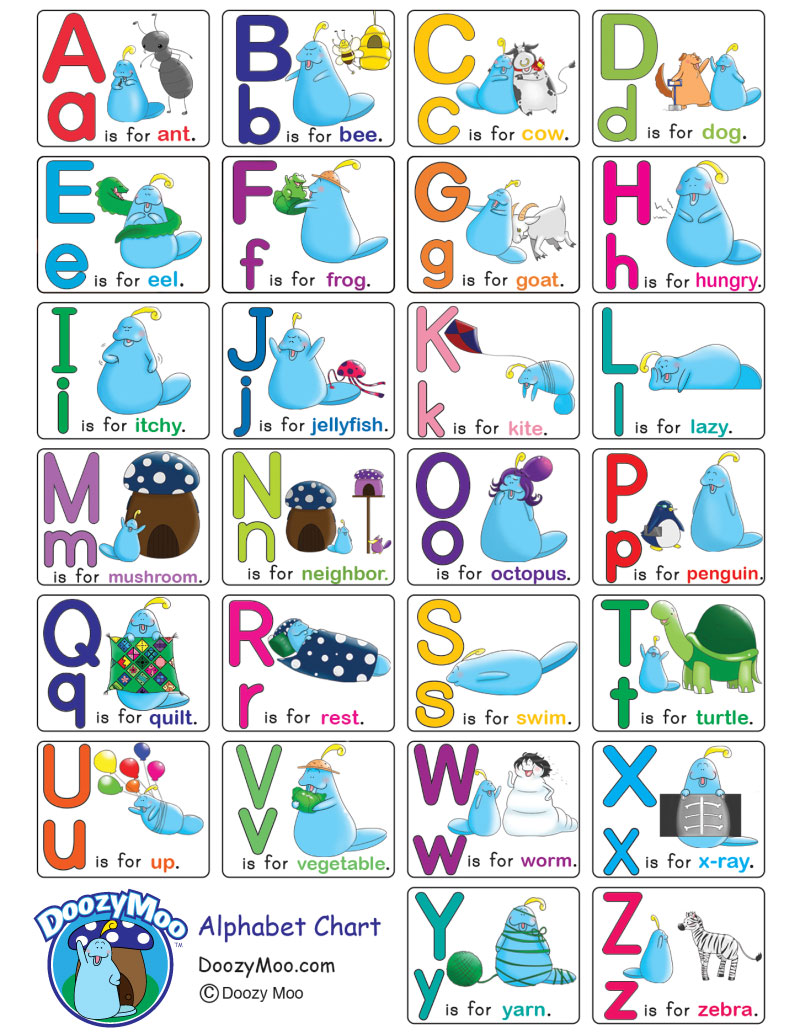 A
a is for ant.
B
b is for bee.
C
c is for cow.
D
d is for dog.
E
e is for eel.
F
f is for frog.
G
g is for goat.
H
h is for hungry.
I
i is for itchy.
J
j is for jellyfish.
K
k is for kite.
L
l is for lazy.
M
m is for mushroom.
N
n is for neighbor.
O
o is for octopus.
P
p is for penguin.
Q
q is for quilt.
R
r is for rest.
S
s is for swim.
T
t is for turtle.
U
u is for up.
V
v is for vegetable.
W
w is for worm.
X
x is for x-ray.
DoozyMoo™
Alphabet Chart
DoozyMoo.com
© Doozy Moo
Y
y is for yarn.
Z
z is for zebra.